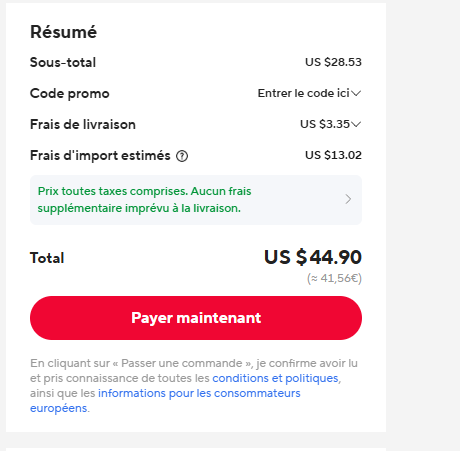 Résumé
Sous-total US $28.53
Code promo Entrer le code ici
Frais de livraison US $3.35
Frais d'import estimés ? US $13.02
Prix toutes taxes comprises. Aucun frais
supplémentaire imprévu à la livraison.
Total US $44.90
(≈ 41,56€)
Payer maintenant
En cliquant sur « Passer une commande », je confirme avoir lu
et pris connaissance de toutes les conditions et politiques,
ainsi que les informations pour les consommateurs
européens.